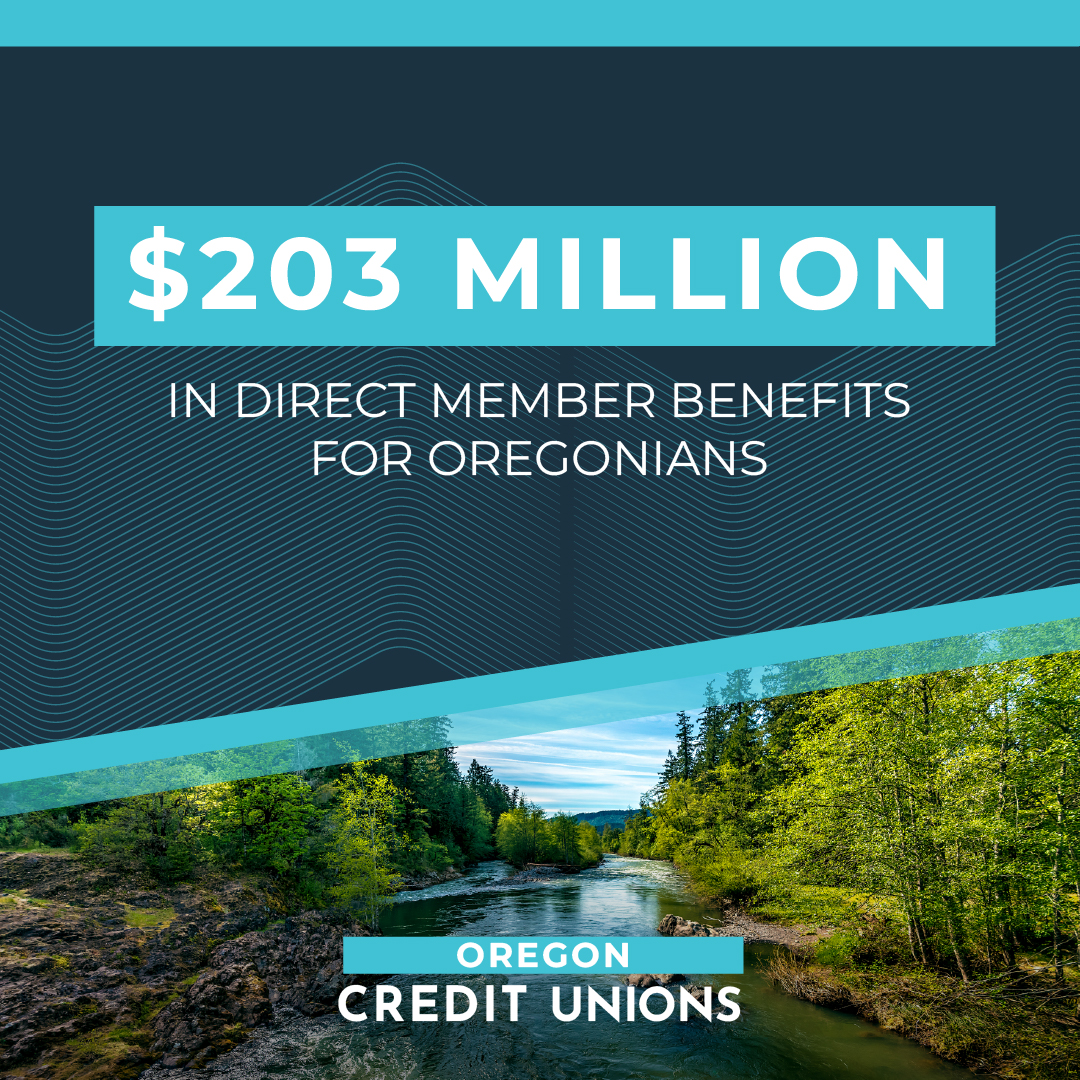 $203 MILLION
IN DIRECT MEMBER BENEFITS
FOR OREGONIANS
OREGON
CREDIT UNIONS